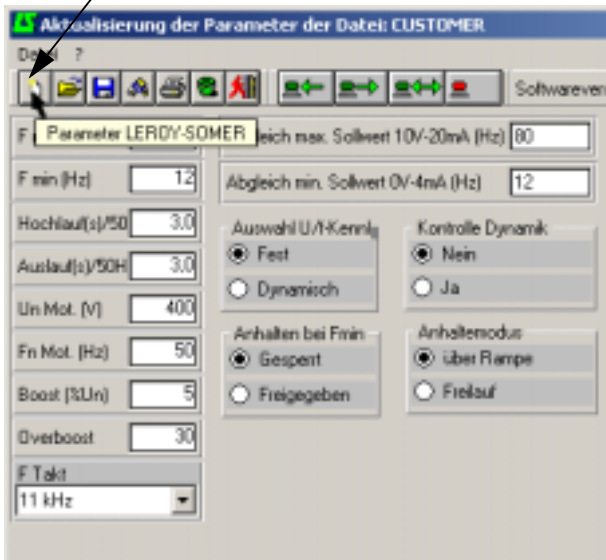 LS Aktualisierung der Parameter der Datei: CUSTOMER
?
Softwarever
Parameter LEROY-SOMER
F
gleich max. Sollwert 10V-20mA (Hz) 80
F min (Hz) 12
Abgleich min. Sollwert 0V-4mA (Hz) 12
Hochlauf(s)/50 3,0
Auslauf(s)/50H 3,0
Un Mot. (V) 400
Fn Mot. (Hz) 50
Boost (%Un) 5
Overboost 30
F Takt
11 kHz
Auswahl U/f-Kennl
Fest
Dynamisch
Kontrolle Dynamik
Nein
Ja
Anhalten bei Fmin
Gesperrt
Freigegeben
Anhaltemodus
über Rampe
Freilauf